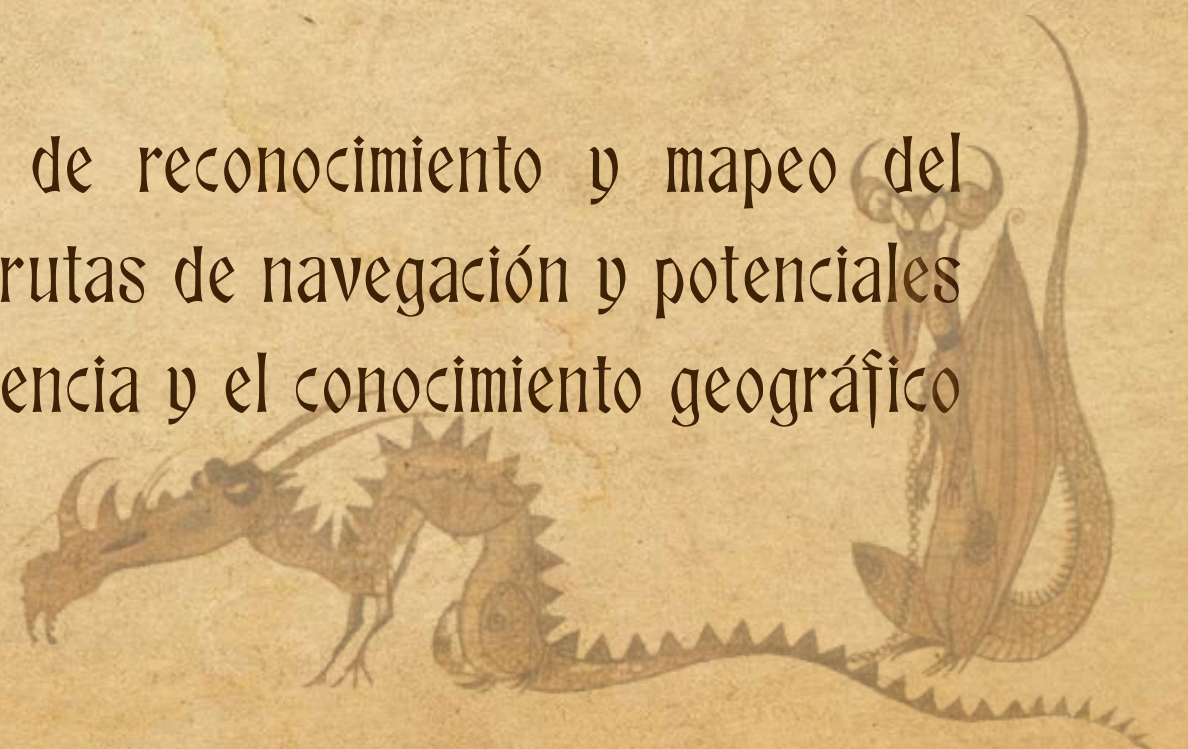 de reconocimiento y mapeo del
rutas de navegación y potenciales
encia y el conocimiento geográfico